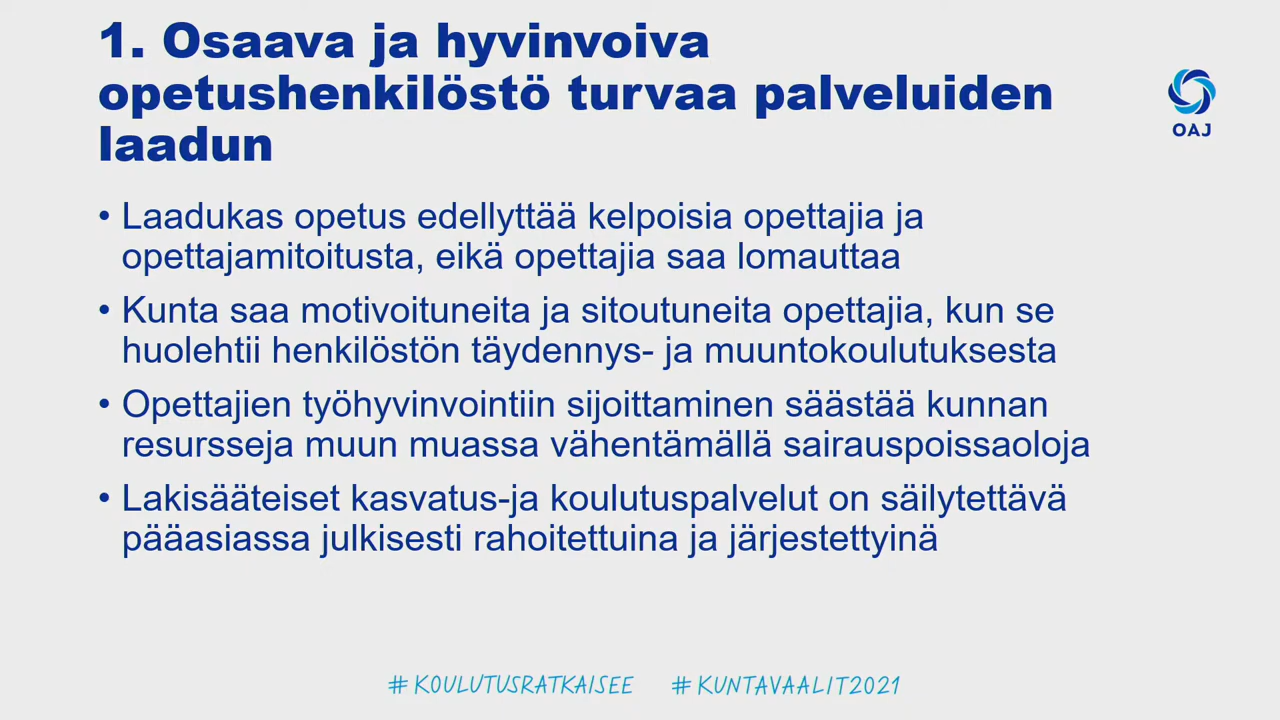 1. Osaava ja hyvinvoiva
opetushenkilöstö turvaa palveluiden
laadun
OAJ
• Laadukas opetus edellyttää kelpoisia opettajia ja
opettajamitoitusta, eikä opettajia saa lomauttaa
• Kunta saa motivoituneita ja sitoutuneita opettajia, kun se
huolehtii henkilöstön täydennys- ja muuntokoulutuksesta
• Opettajien työhyvinvointiin sijoittaminen säästää kunnan
resursseja muun muassa vähentämällä sairauspoissaoloja
• Lakisääteiset kasvatus-ja koulutuspalvelut on säilytettävä
pääasiassa julkisesti rahoitettuina ja järjestettyinä
#KOULUTUSRATKAISEE #KUNTAVAALIT2021